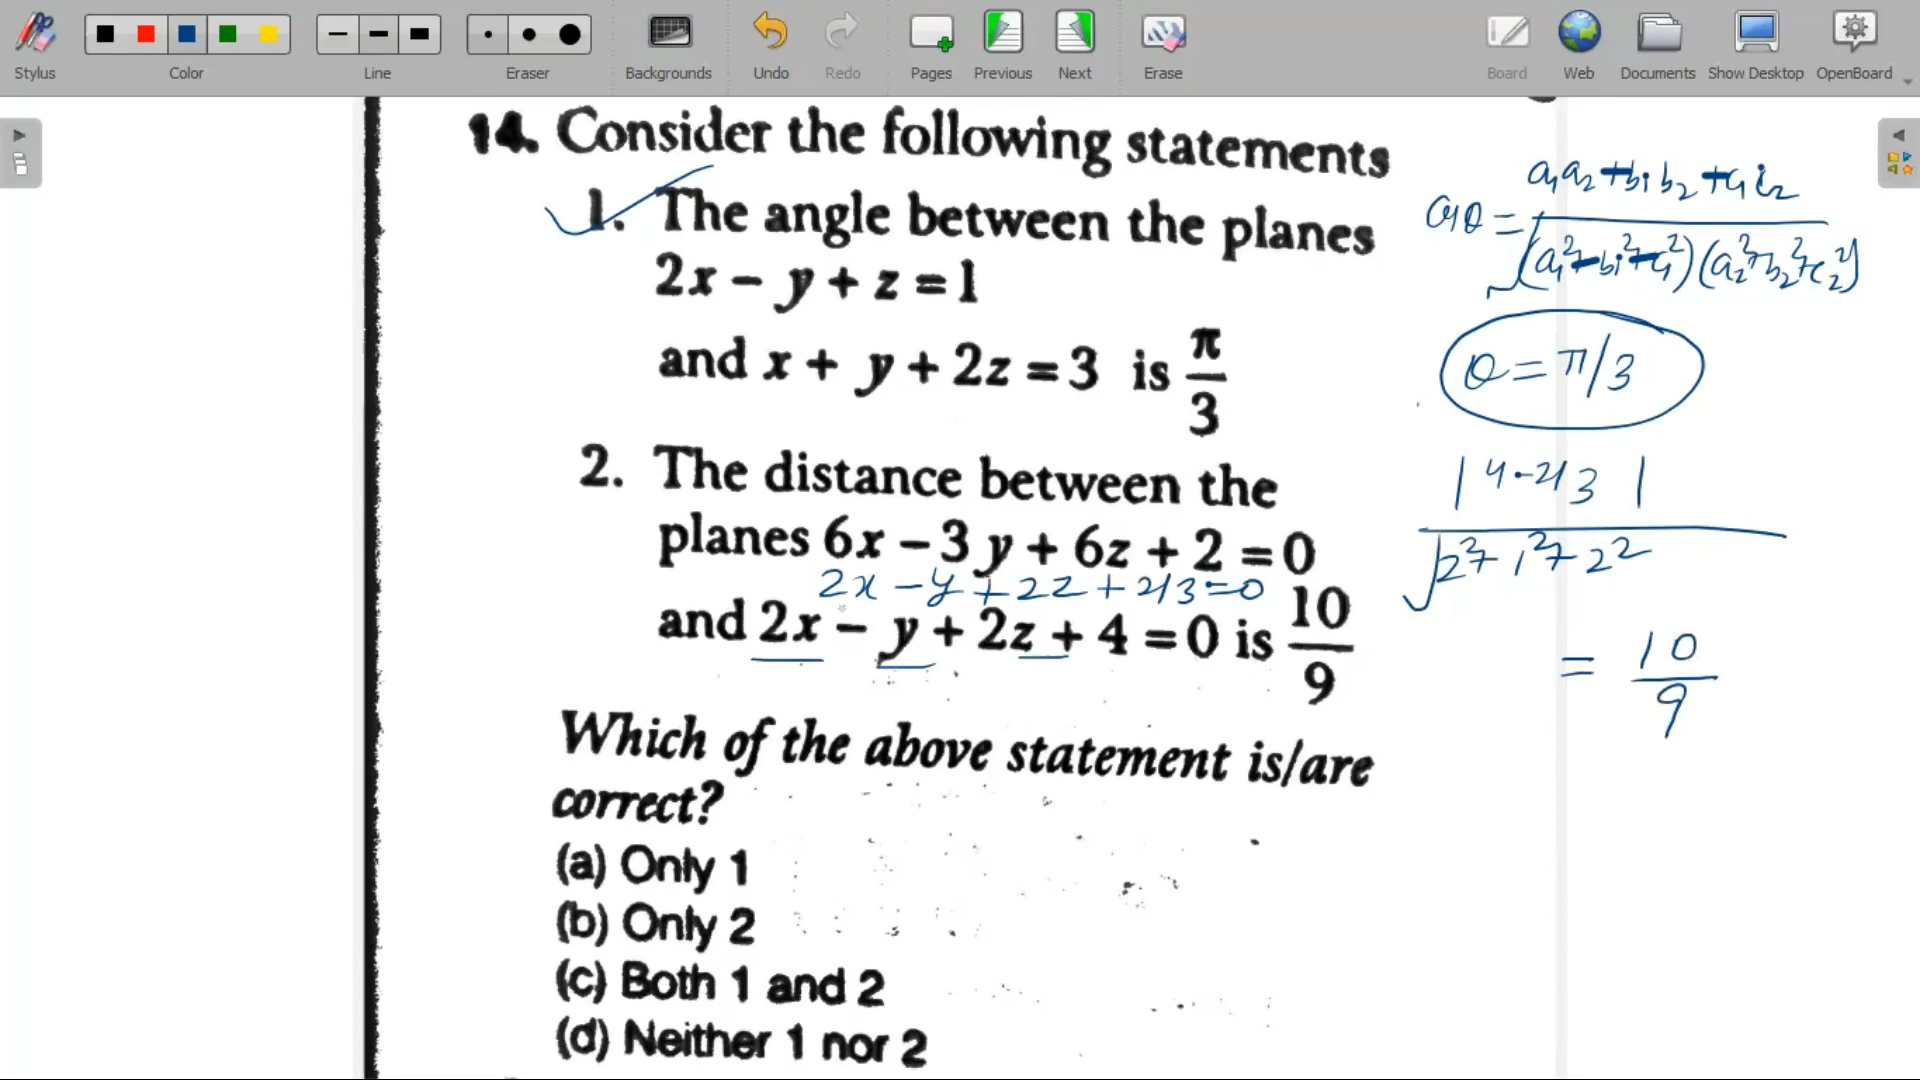 Stylus Color Line Eraser Backgrounds Undo Redo Pages Previous Next Erase Board Web Documents Show Desktop OpenBoard
14. Consider the following statements
1. The angle between the planes
2x − y + z = 1
and x + y + 2z = 3 is π/3
2. The distance between the
planes 6x − 3y + 6z + 2 = 0
2x − y + 2z + 2/3 = 0
and 2x − y + 2z + 4 = 0 is 10/9
Which of the above statement is/are
correct?
(a) Only 1
(b) Only 2
(c) Both 1 and 2
(d) Neither 1 nor 2
a₁a₂ + b₁b₂ + c₁c₂
θ =
√(a₁² + b₁² + c₁²)(a₂² + b₂² + c₂²)
θ = π/3
|4 - 2/3|
√2² + 1² + 2²
= 10/9